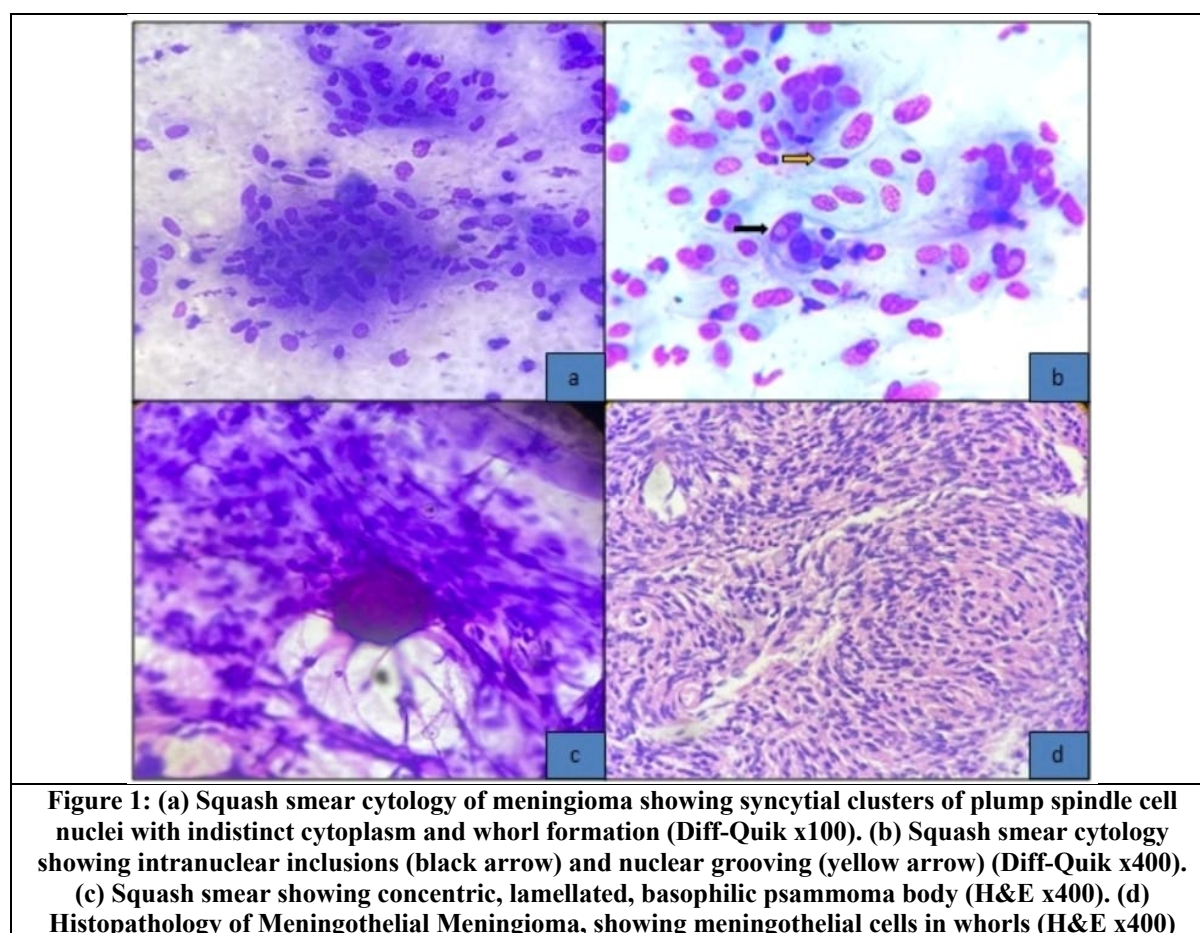 a
b
c
d
Figure 1: (a) Squash smear cytology of meningioma showing syncytial clusters of plump spindle cell
nuclei with indistinct cytoplasm and whorl formation (Diff-Quik x100). (b) Squash smear cytology
showing intranuclear inclusions (black arrow) and nuclear grooving (yellow arrow) (Diff-Quik x400).
(c) Squash smear showing concentric, lamellated, basophilic psammoma body (H&E x400). (d)
Histopathology of Meningothelial Meningioma, showing meningothelial cells in whorls (H&E x400)